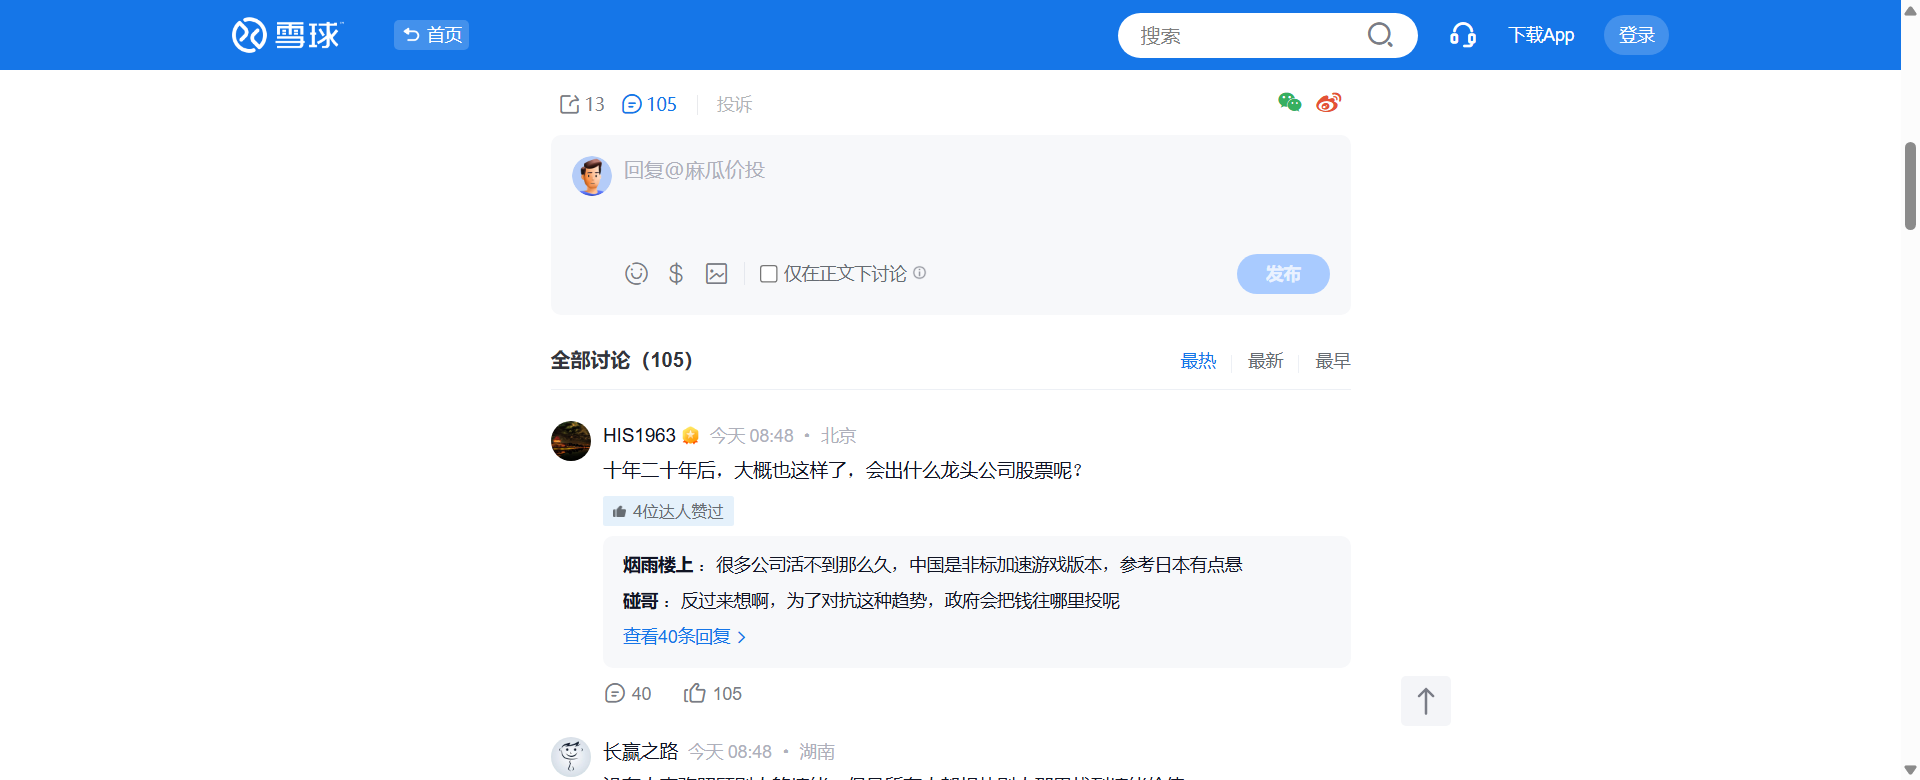 雪球 首页 搜索 下载App 登录
13 105 投诉
回复@麻瓜价投
仅在正文下讨论 发布
全部讨论（105） 最热 最新 最早
HIS1963 今天 08:48 · 北京
十年二十年后，大概也这样了，会出什么龙头公司股票呢？
4位达人赞过
烟雨楼上： 很多公司活不到那么久，中国是非标加速游戏版本，参考日本有点悬
碰哥： 反过来想啊，为了对抗这种趋势，政府会把钱往哪里投呢
查看40条回复 >
40 105
长赢之路 今天 08:48 · 湖南